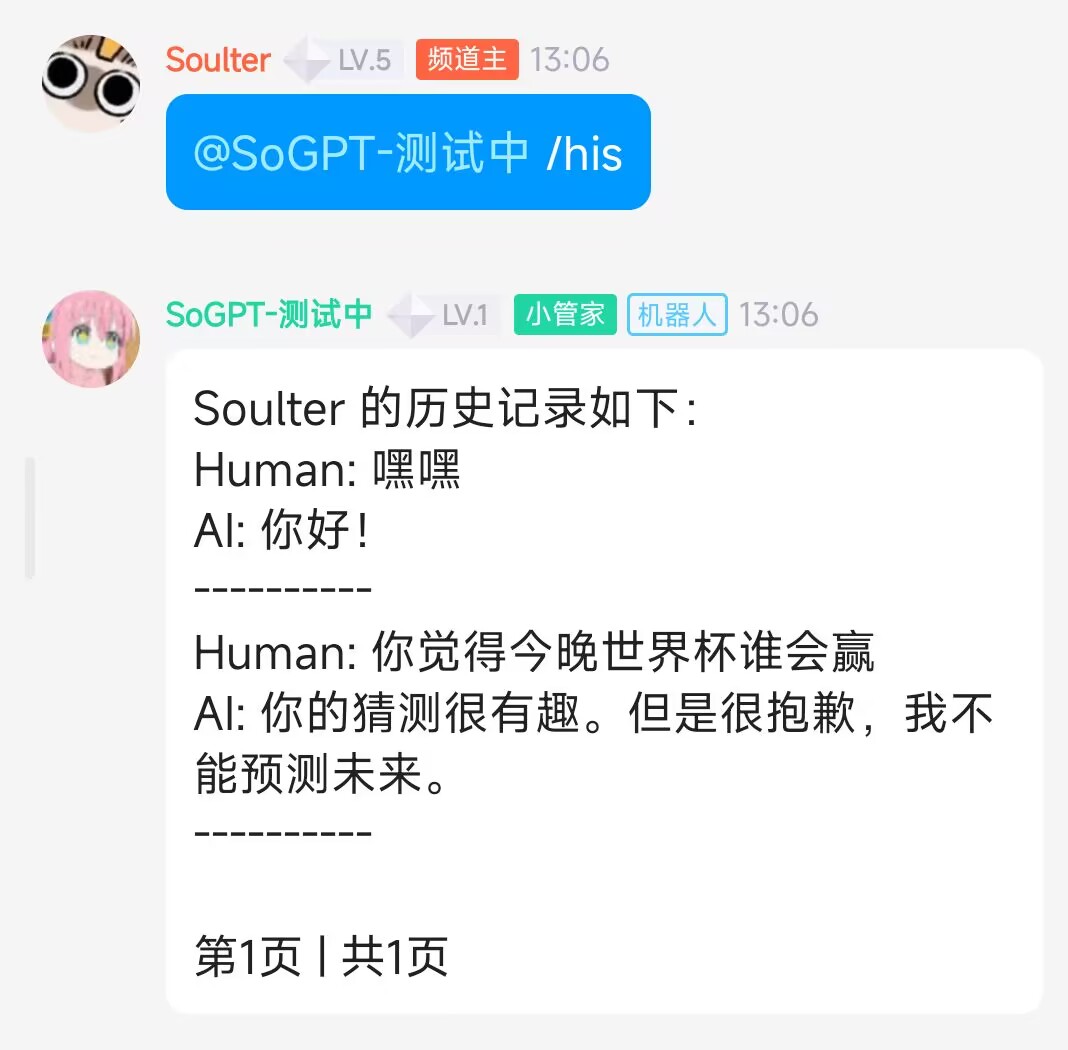 Soulter LV.5 频道主 13:06
@SoGPT-测试中 /his
SoGPT-测试中 LV.1 小管家 机器人 13:06
Soulter 的历史记录如下：
Human: 嘿嘿
AI: 你好！
----------
Human: 你觉得今晚世界杯谁会赢
AI: 你的猜测很有趣。但是很抱歉，我不
能预测未来。
----------
第1页 | 共1页